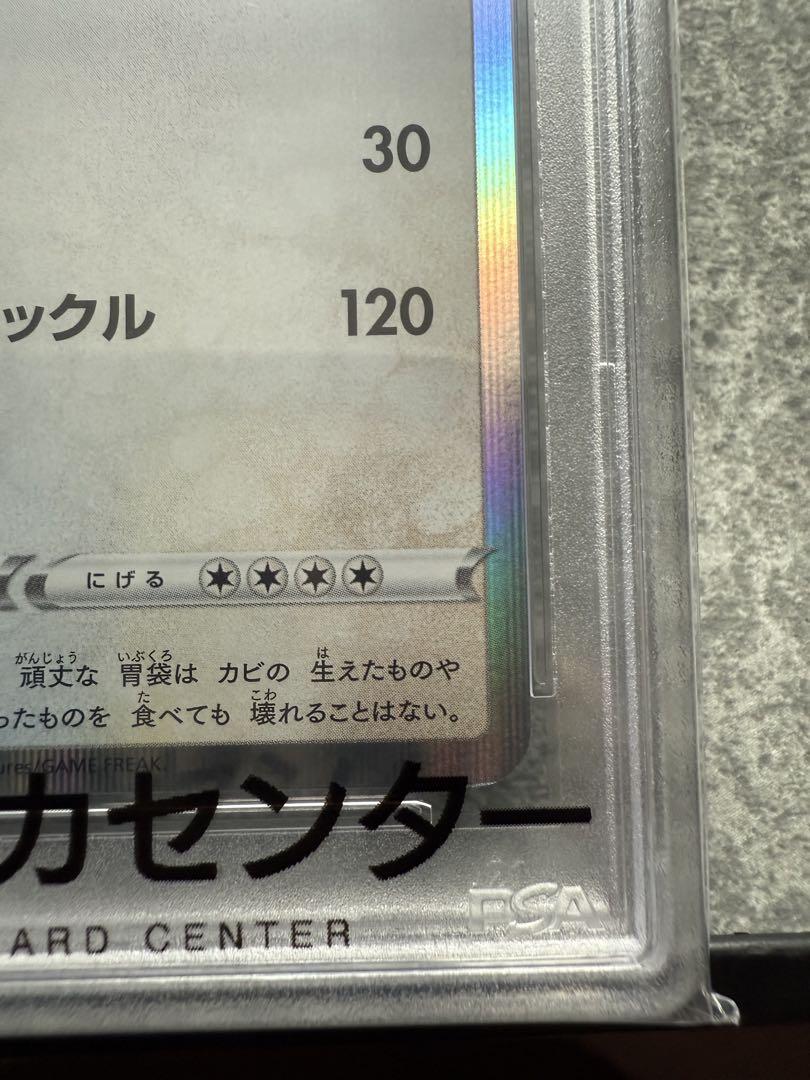 30
ックル 120
にげる
がんじょう いぶくろ は
頑丈な 胃袋は カビの 生えたものや
た こわ
ったものを 食べても 壊れることはない。
ures/GAME FREAK.
カセンター
PSA
ARD CENTER